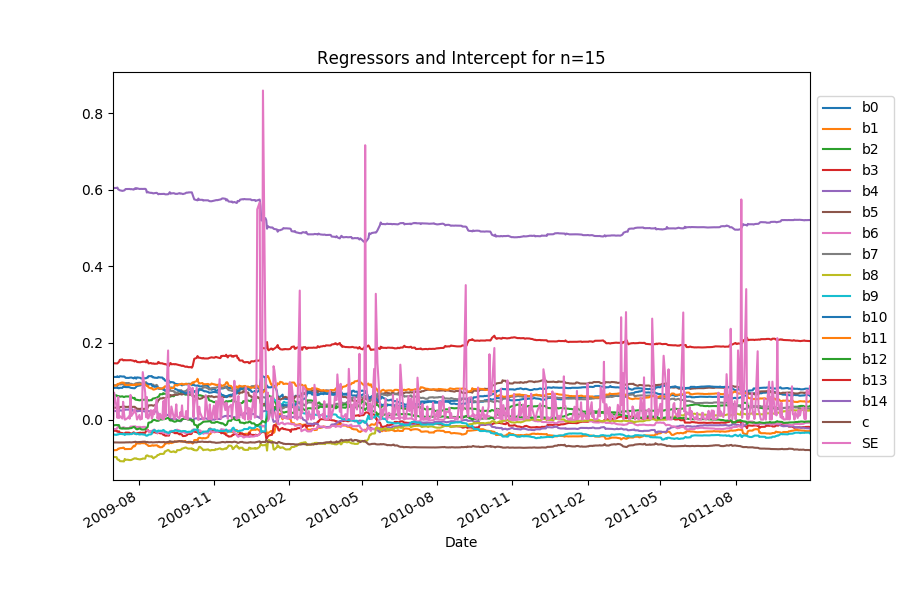 Regressors and Intercept for n=15
0.8
0.6
0.4
0.2
0.0
2009-08
2009-11
2010-02
2010-05
2010-08
2010-11
2011-02
2011-05
2011-08
Date
b0
b1
b2
b3
b4
b5
b6
b7
b8
b9
b10
b11
b12
b13
b14
c
SE